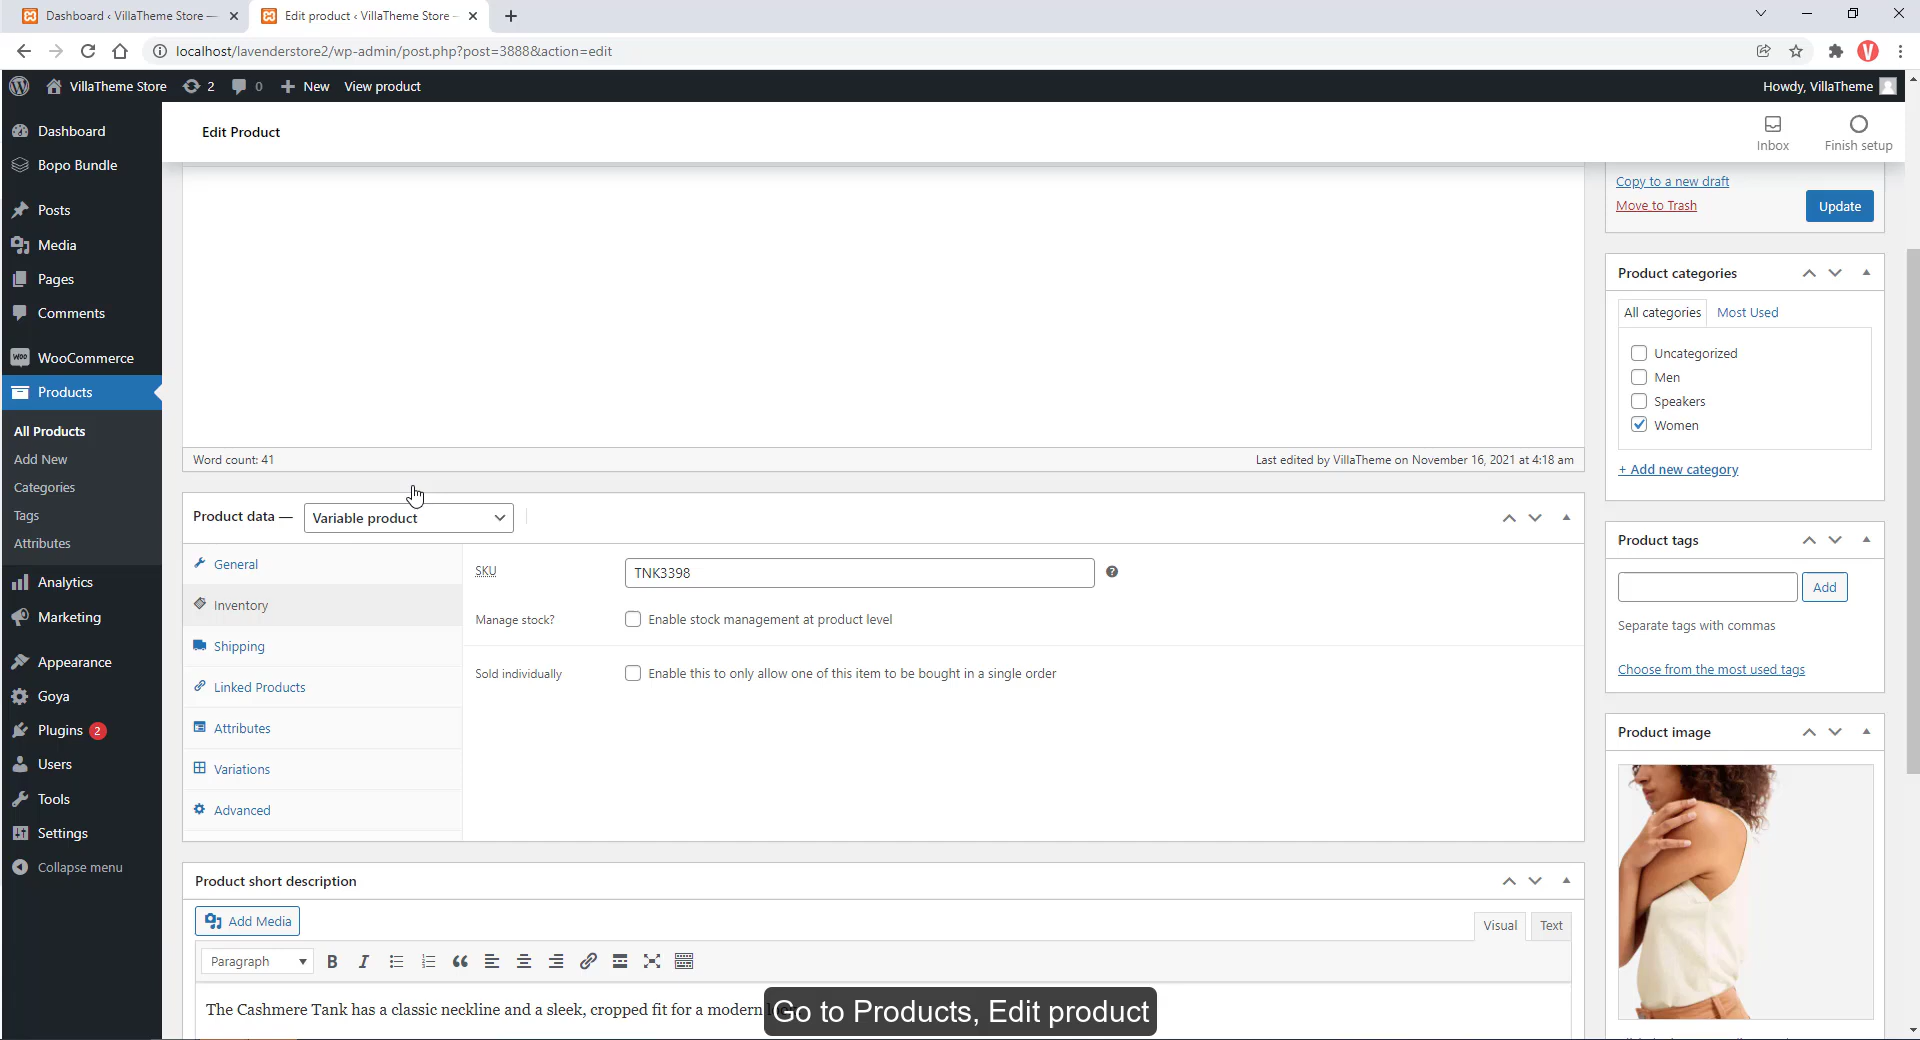 Dashboard ‹ VillaTheme Store —
Edit product ‹ VillaTheme Store –
localhost/lavenderstore2/wp-admin/post.php?post=3888&action=edit
V
VillaTheme Store
2
0
New
View product
Howdy, VillaTheme
Dashboard
Bopo Bundle
Posts
Media
Pages
Comments
WooCommerce
Products
All Products
Add New
Categories
Tags
Attributes
Analytics
Marketing
Appearance
Goya
Plugins 2
Users
Tools
Settings
Collapse menu
Edit Product
Inbox
Finish setup
Word count: 41
Last edited by VillaTheme on November 16, 2021 at 4:18 am
Product data —
Variable product
General
Inventory
Shipping
Linked Products
Attributes
Variations
Advanced
SKU
TNK3398
Manage stock?
Enable stock management at product level
Sold individually
Enable this to only allow one of this item to be bought in a single order
Product short description
Add Media
Visual
Text
Paragraph
The Cashmere Tank has a classic neckline and a sleek, cropped fit for a modern
Go to Products, Edit product
Copy to a new draft
Move to Trash
Update
Product categories
All categories
Most Used
Uncategorized
Men
Speakers
Women
+ Add new category
Product tags
Add
Separate tags with commas
Choose from the most used tags
Product image